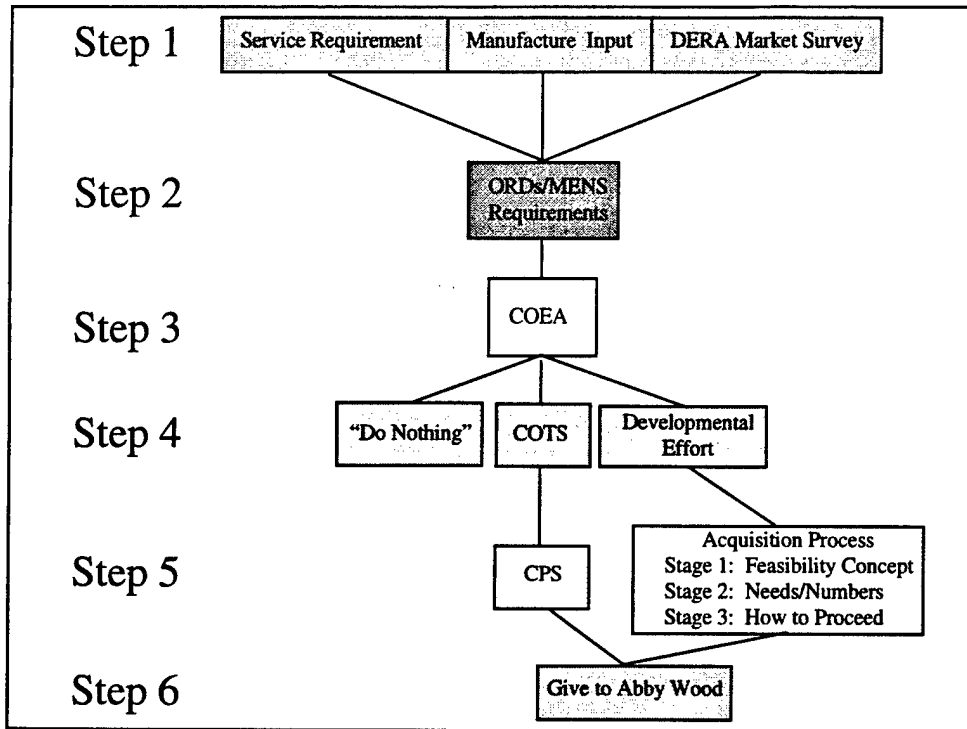 Step 1
Service Requirement
Manufacture Input
DERA Market Survey
Step 2
ORDs/MENS
Requirements
Step 3
COEA
Step 4
“Do Nothing”
COTS
Developmental
Effort
Step 5
CPS
Acquisition Process
Stage 1: Feasibility Concept
Stage 2: Needs/Numbers
Stage 3: How to Proceed
Step 6
Give to Abby Wood